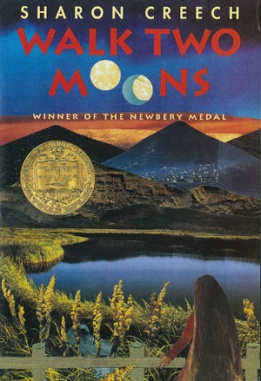 SHARON CREECH
WALK TWO
MOONS
WINNER OF THE NEWBERY MEDAL